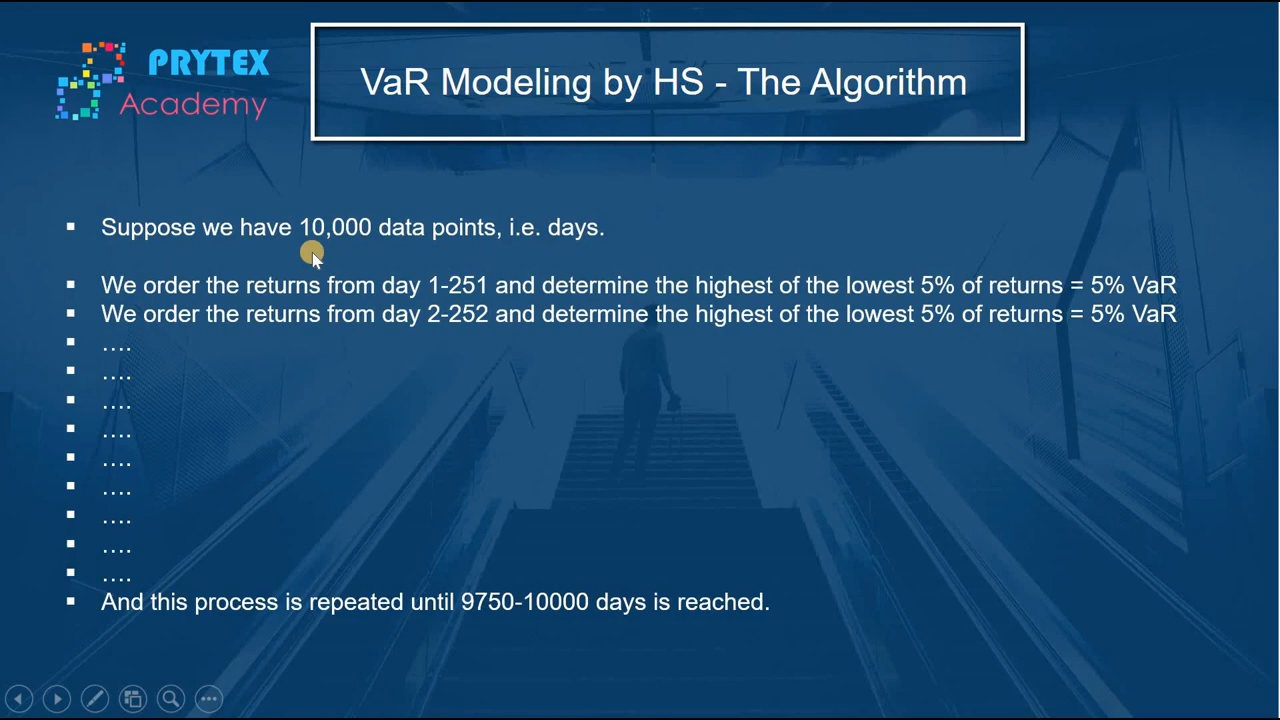 PRYTEX
Academy
VaR Modeling by HS - The Algorithm
▪ Suppose we have 10,000 data points, i.e. days.
▪ We order the returns from day 1-251 and determine the highest of the lowest 5% of returns = 5% VaR
▪ We order the returns from day 2-252 and determine the highest of the lowest 5% of returns = 5% VaR
▪ ….
▪ ….
▪ ….
▪ ….
▪ ….
▪ ….
▪ ….
▪ ….
▪ ….
▪ And this process is repeated until 9750-10000 days is reached.